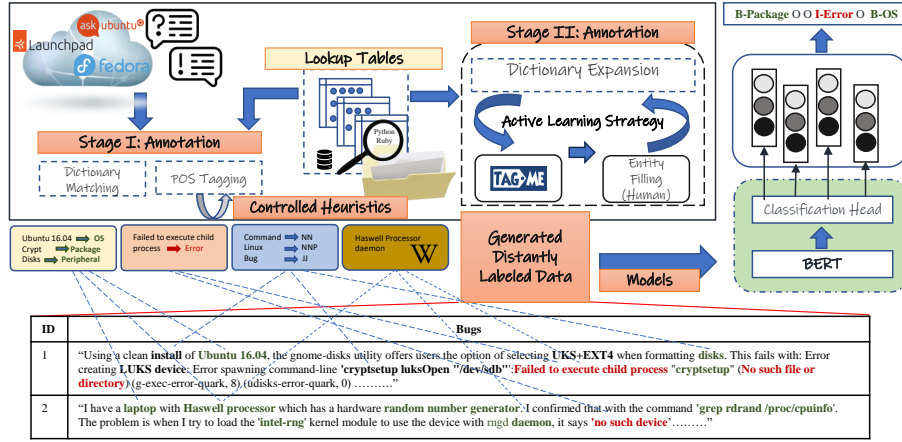 ask
ubuntu
Launchpad
fedora
Lookup Tables
Python
Ruby
Stage I: Annotation
Dictionary
Matching
POS Tagging
Controlled Heuristics
Stage II: Annotation
Dictionary Expansion
Active Learning Strategy
TAGME
Entity
Filling
(Human)
B-Package O O I-Error O B-OS
Classification Head
BERT
Ubuntu 16.04 OS
Crypt Package
Disks Peripheral
Failed to execute child
process Error
Command NN
Linux NNP
Bug JJ
Haswell Processor
daemon
W
Generated
Distantly
Labeled Data
Models
ID Bugs
1 “Using a clean install of Ubuntu 16.04, the gnome-disks utility offers users the option of selecting UKS+EXT4 when formatting disks. This fails with: Error
creating LUKS device: Error spawning command-line 'cryptsetup luksOpen "/dev/sdb"':Failed to execute child process "cryptsetup" (No such file or
directory) (g-exec-error-quark, 8) (udisks-error-quark, 0) ………”
2 “I have a laptop with Haswell processor which has a hardware random number generator. I confirmed that with the command 'grep rdrand /proc/cpuinfo'.
The problem is when I try to load the 'intel-rng' kernel module to use the device with rngd daemon, it says 'no such device'………”